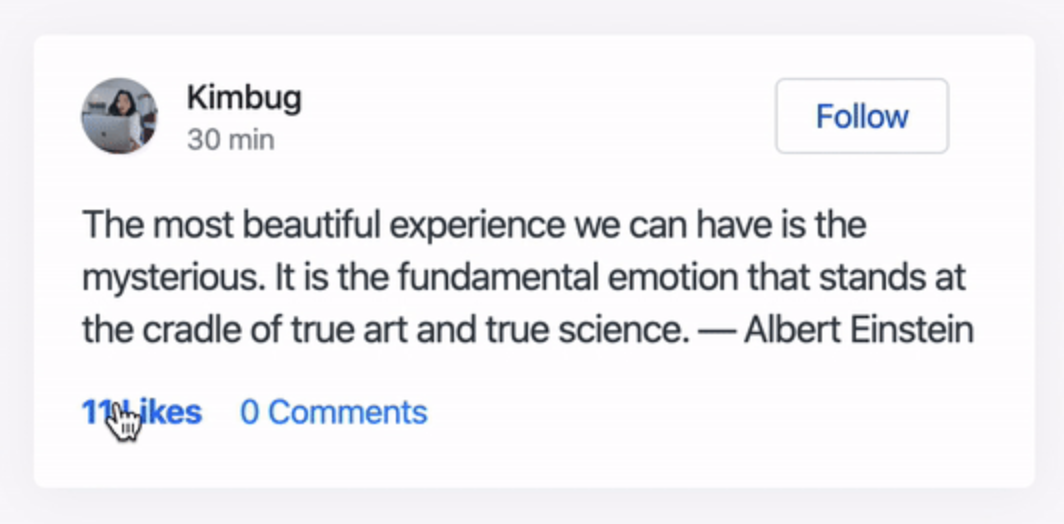 Kimbug
30 min
Follow
The most beautiful experience we can have is the
mysterious. It is the fundamental emotion that stands at
the cradle of true art and true science. — Albert Einstein
11 Likes
0 Comments